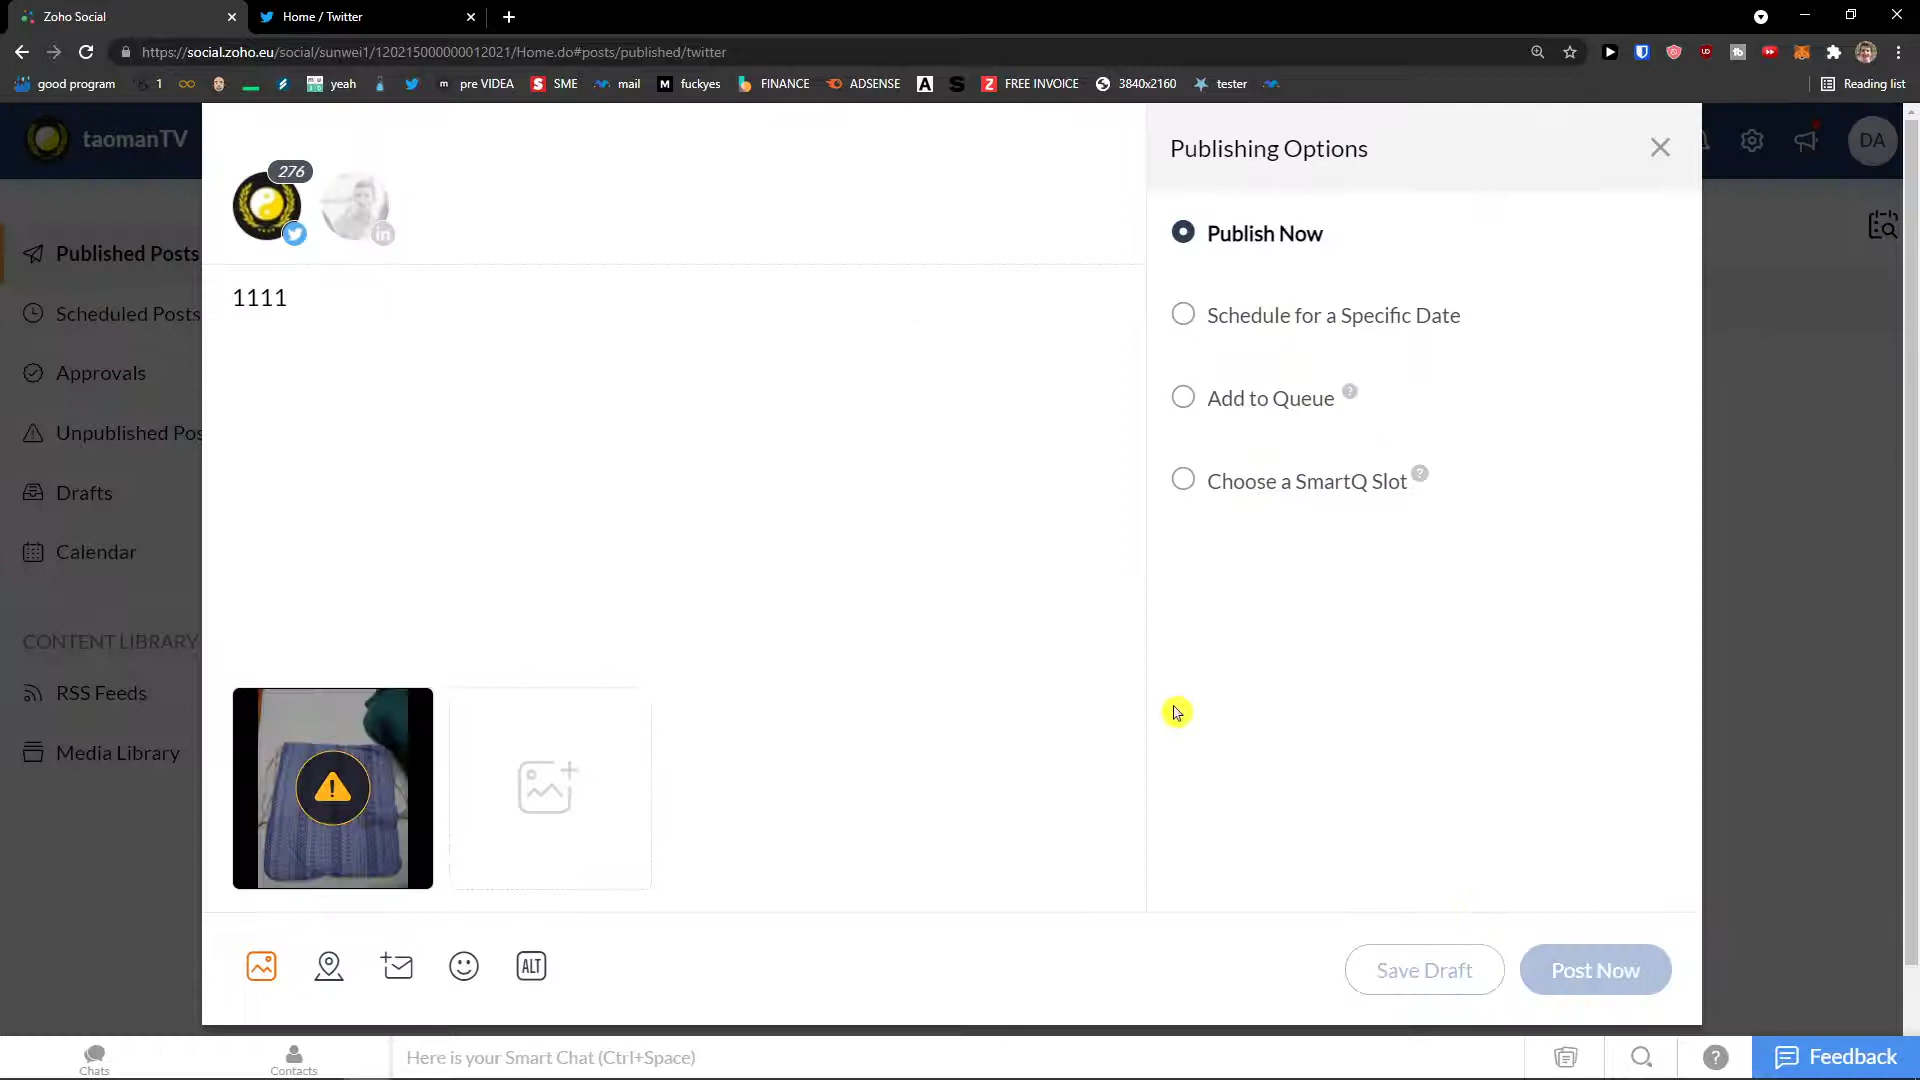 Zoho Social
Home / Twitter
https://social.zoho.eu/social/sunwei1/120215000000012021/Home.do#posts/published/twitter
good program
1
yeah
pre VIDEA
SME
mail
fuckyes
FINANCE
ADSENSE
FREE INVOICE
3840x2160
tester
Reading list
taomanTV
DA
276
in
Publishing Options
Published Posts
Scheduled Posts
Approvals
Unpublished Pos
Drafts
Calendar
CONTENT LIBRARY
RSS Feeds
Media Library
1111
Publish Now
Schedule for a Specific Date
Add to Queue ?
Choose a SmartQ Slot ?
ALT
Save Draft
Post Now
Chats
Contacts
Here is your Smart Chat (Ctrl+Space)
?
Feedback